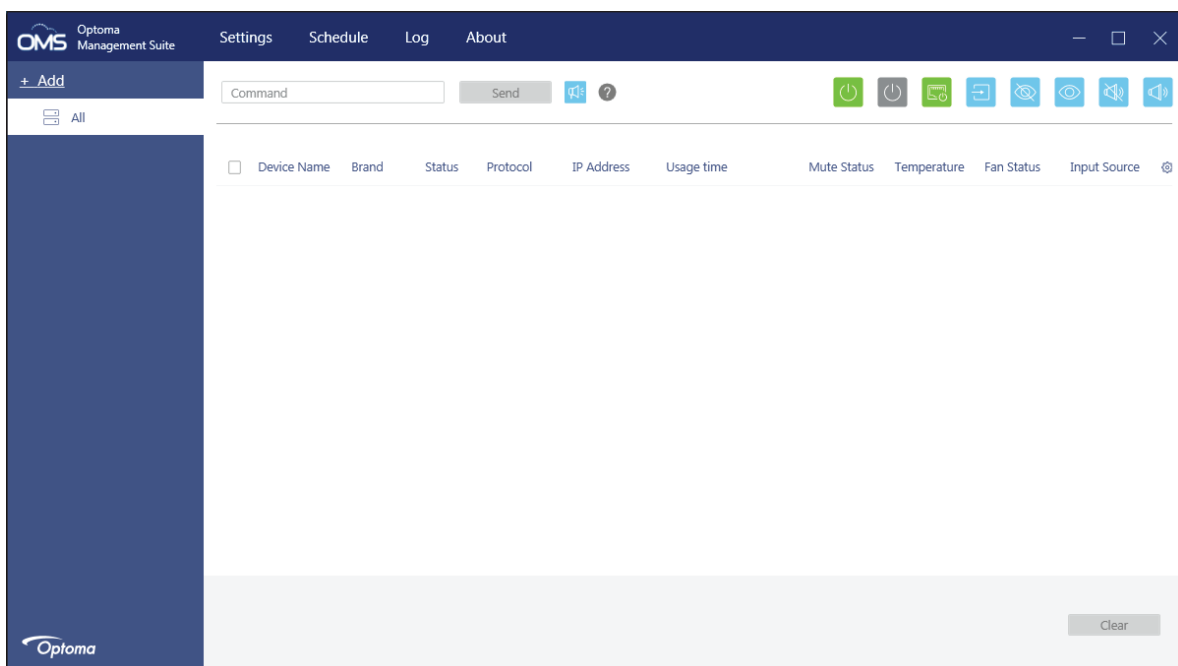 OMS Optoma Management Suite Settings Schedule Log About
+ Add
Command Send ?
All
Device Name Brand Status Protocol IP Address Usage time Mute Status Temperature Fan Status Input Source
Clear
Optoma